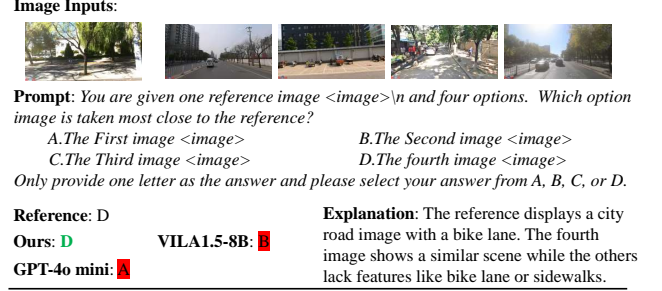 Image Inputs:
Prompt: You are given one reference image <image>\n and four options. Which option
image is taken most close to the reference?
A.The First image <image> B.The Second image <image>
C.The Third image <image> D.The fourth image <image>
Only provide one letter as the answer and please select your answer from A, B, C, or D.
Reference: D
Ours: D VILA1.5-8B: B
GPT-4o mini: A
Explanation: The reference displays a city
road image with a bike lane. The fourth
image shows a similar scene while the others
lack features like bike lane or sidewalks.